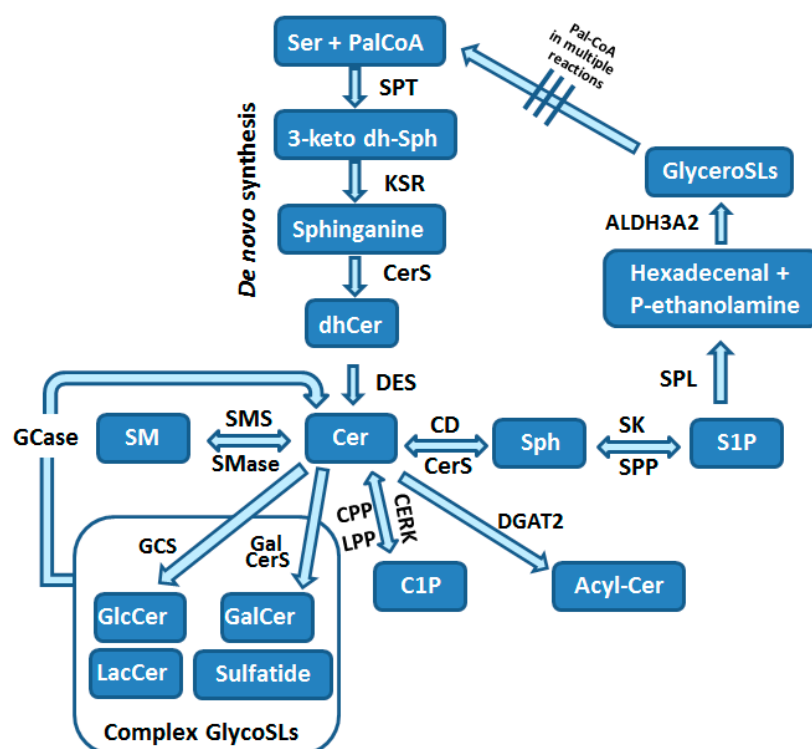 Ser + PalCoA
Pal-CoA
in multiple
reactions
SPT
De novo synthesis
3-keto dh-Sph
GlyceroSLs
KSR
ALDH3A2
Sphinganine
CerS
Hexadecenal +
P-ethanolamine
dhCer
DES
SPL
GCase
SM
SMS
SMase
Cer
CD
CerS
Sph
SK
SPP
S1P
GCS
Gal
CerS
CPP
LPP
CERK
DGAT2
C1P
Acyl-Cer
GlcCer
GalCer
LacCer
Sulfatide
Complex GlycoSLs